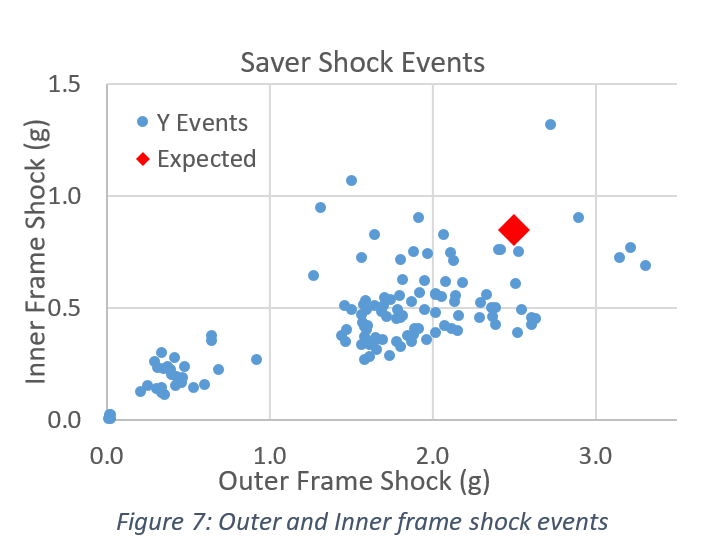 Saver Shock Events
1.5
1.0
0.5
0.0
Inner Frame Shock (g)
Y Events
Expected
0.0 1.0 2.0 3.0
Outer Frame Shock (g)
Figure 7: Outer and Inner frame shock events